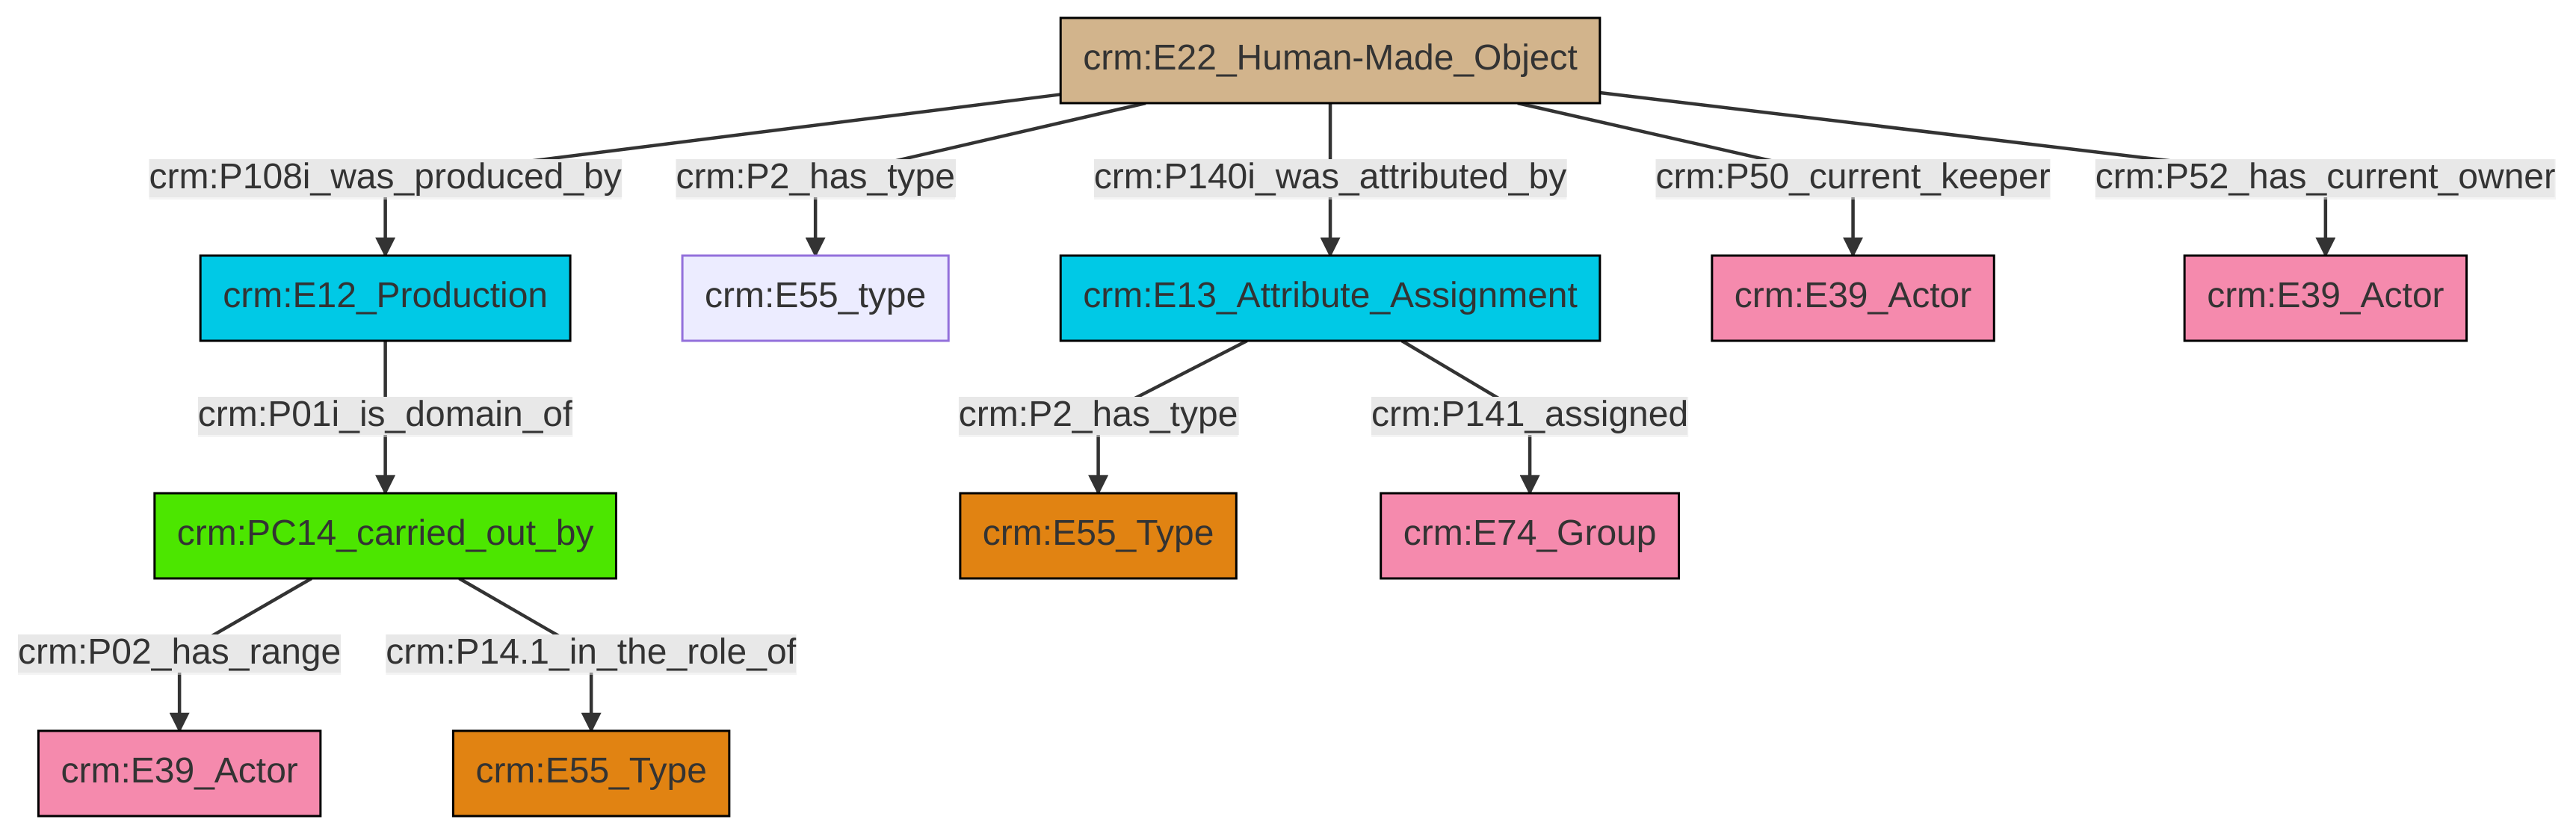 crm:E22_Human-Made_Object
crm:P108i_was_produced_by
crm:P2_has_type
crm:P140i_was_attributed_by
crm:P50_current_keeper
crm:P52_has_current_owner
crm:E12_Production
crm:E55_type
crm:E13_Attribute_Assignment
crm:E39_Actor
crm:E39_Actor
crm:P01i_is_domain_of
crm:P2_has_type
crm:P141_assigned
crm:PC14_carried_out_by
crm:E55_Type
crm:E74_Group
crm:P02_has_range
crm:P14.1_in_the_role_of
crm:E39_Actor
crm:E55_Type